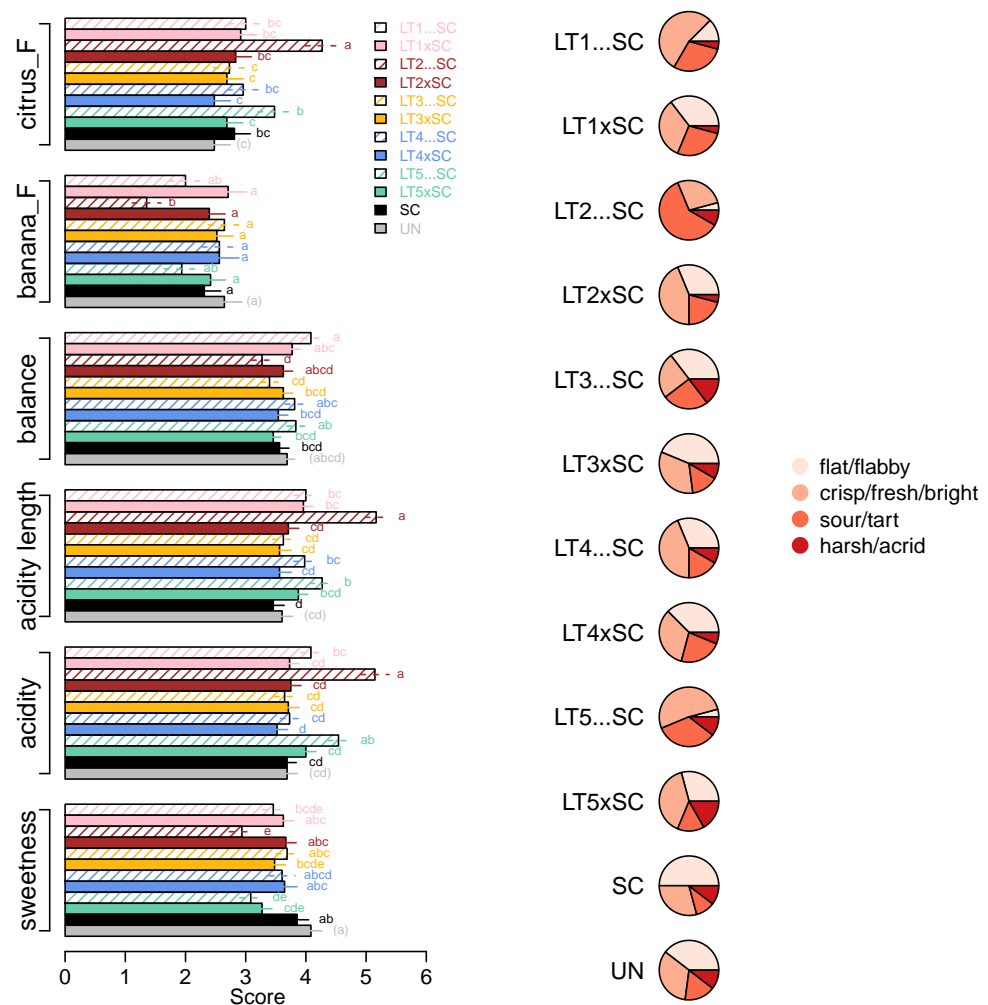 citrus_F
bc
bc
a
bc
c
c
bc
c
b
c
bc
(c)
banana_F
ab
a
b
a
a
a
a
a
ab
a
a
(a)
balance
a
abc
d
abcd
cd
bcd
abc
bcd
ab
bcd
bcd
(abcd)
acidity length
bc
bc
a
cd
cd
cd
bc
cd
b
bcd
d
(cd)
acidity
bc
cd
a
cd
cd
cd
cd
d
ab
cd
cd
(cd)
sweetness
bcde
abc
e
abc
abc
bcde
abcd
abc
de
cde
ab
(a)
0 1 2 3 4 5 6
Score
LT1...SC
LT1xSC
LT2...SC
LT2xSC
LT3...SC
LT3xSC
LT4...SC
LT4xSC
LT5...SC
LT5xSC
SC
UN
LT1...SC
LT1xSC
LT2...SC
LT2xSC
LT3...SC
LT3xSC
LT4...SC
LT4xSC
LT5...SC
LT5xSC
SC
UN
flat/flabby
crisp/fresh/bright
sour/tart
harsh/acrid